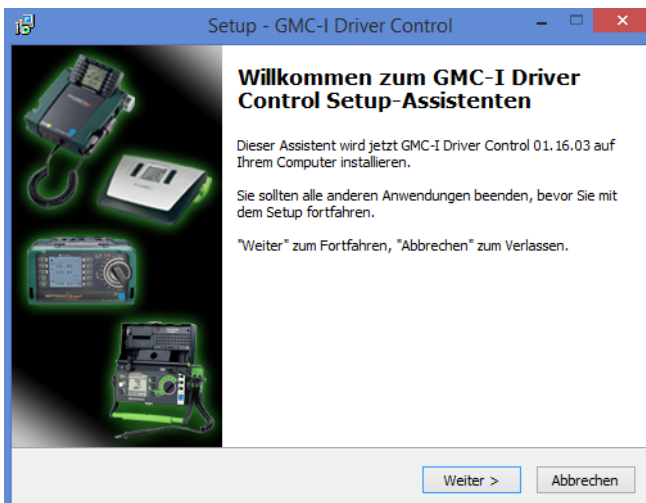 Setup - GMC-I Driver Control
Willkommen zum GMC-I Driver
Control Setup-Assistenten
Dieser Assistent wird jetzt GMC-I Driver Control 01.16.03 auf
Ihrem Computer installieren.
Sie sollten alle anderen Anwendungen beenden, bevor Sie mit
dem Setup fortfahren.
"Weiter" zum Fortfahren, "Abbrechen" zum Verlassen.
Weiter >
Abbrechen